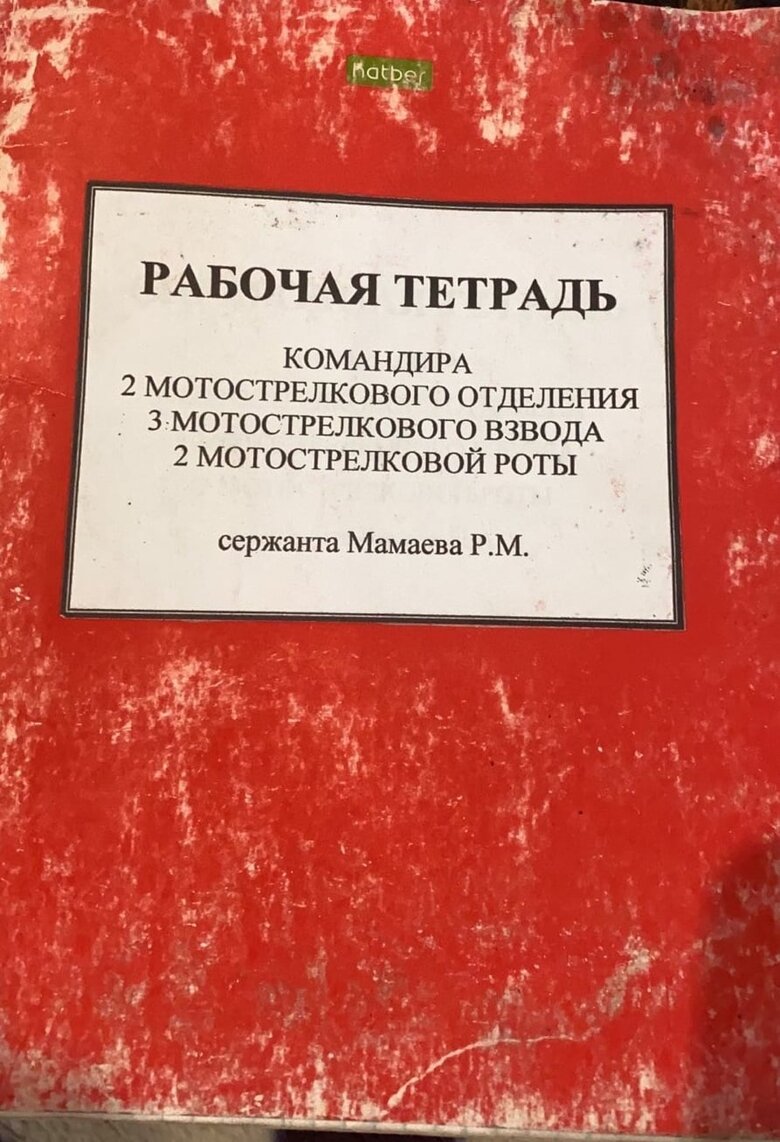 hatber
РАБОЧАЯ ТЕТРАДЬ
КОМАНДИРА
2 МОТОСТРЕЛКОВОГО ОТДЕЛЕНИЯ
3 МОТОСТРЕЛКОВОГО ВЗВОДА
2 МОТОСТРЕЛКОВОЙ РОТЫ
сержанта Мамаева Р.М.